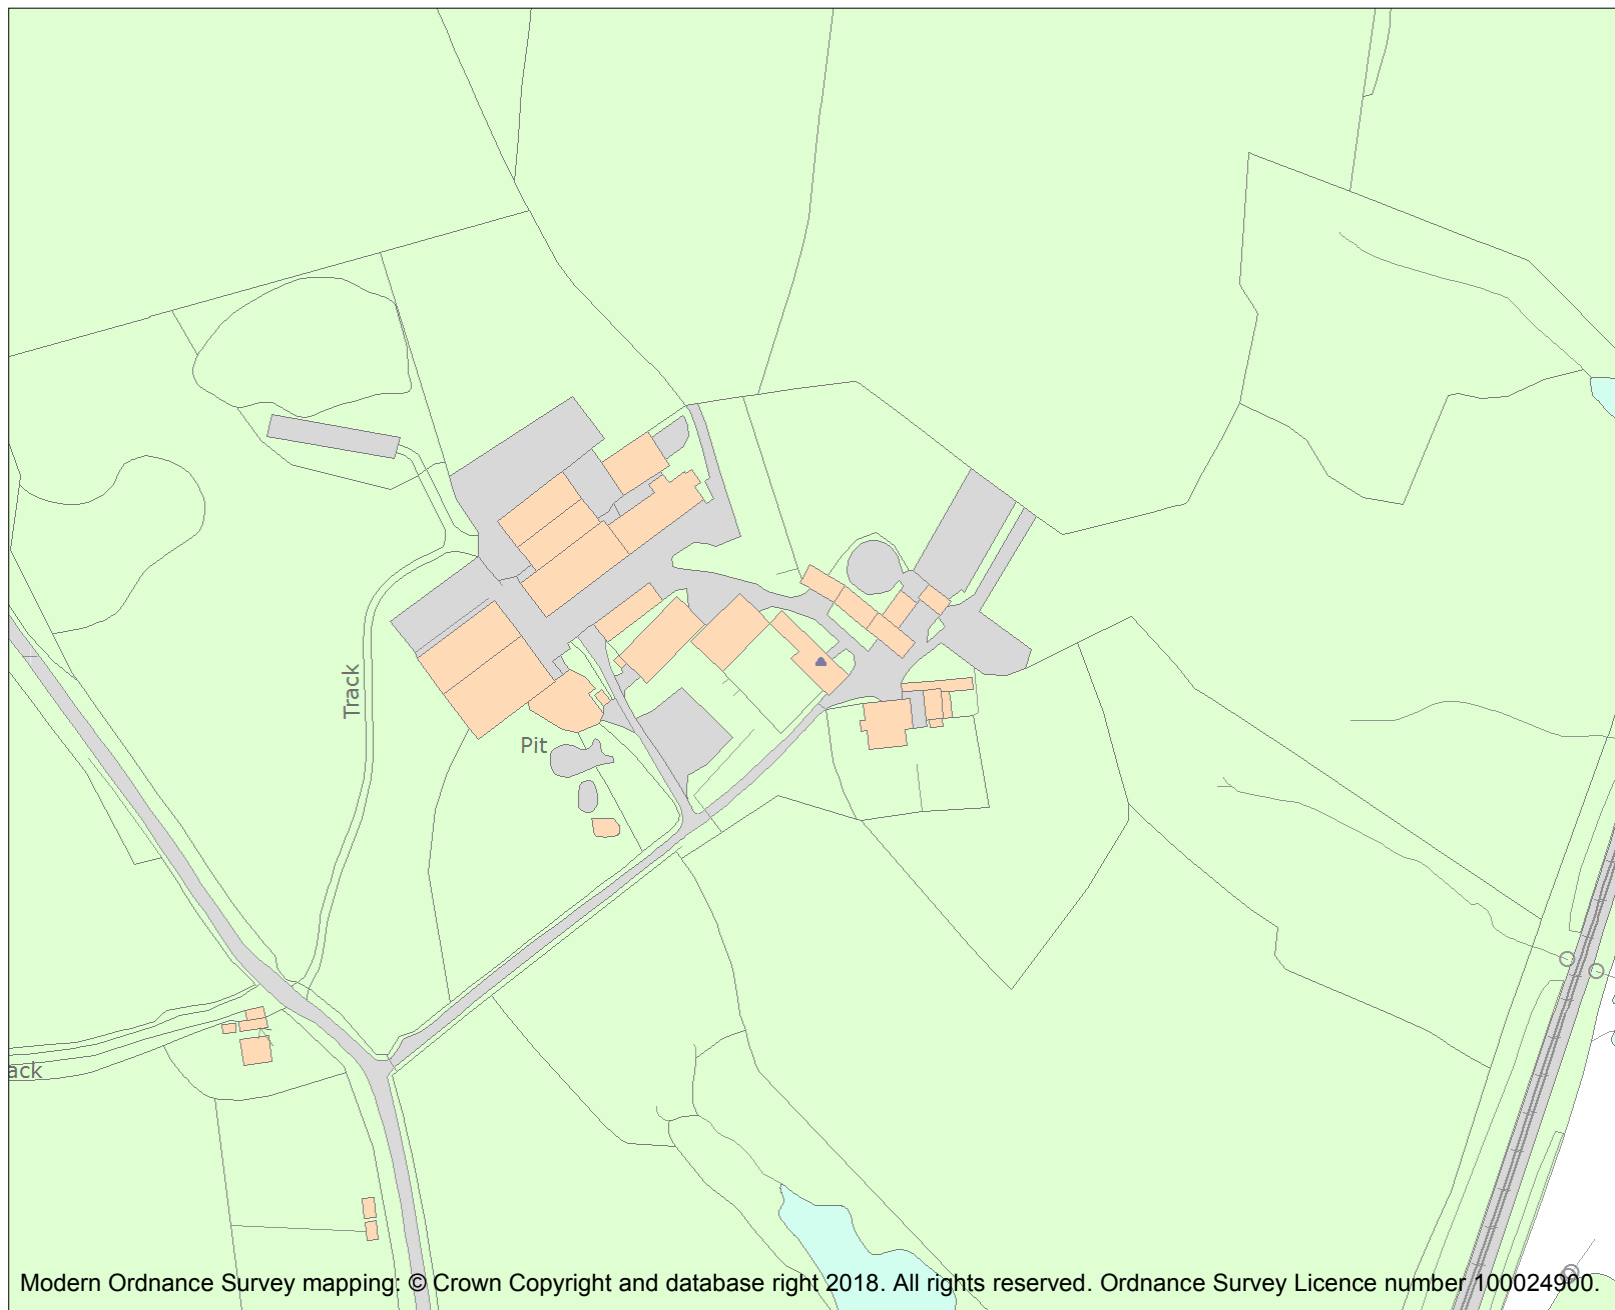 Track
Pit
ack
Modern Ordnance Survey mapping: © Crown Copyright and database right 2018. All rights reserved. Ordnance Survey Licence number 100024900.